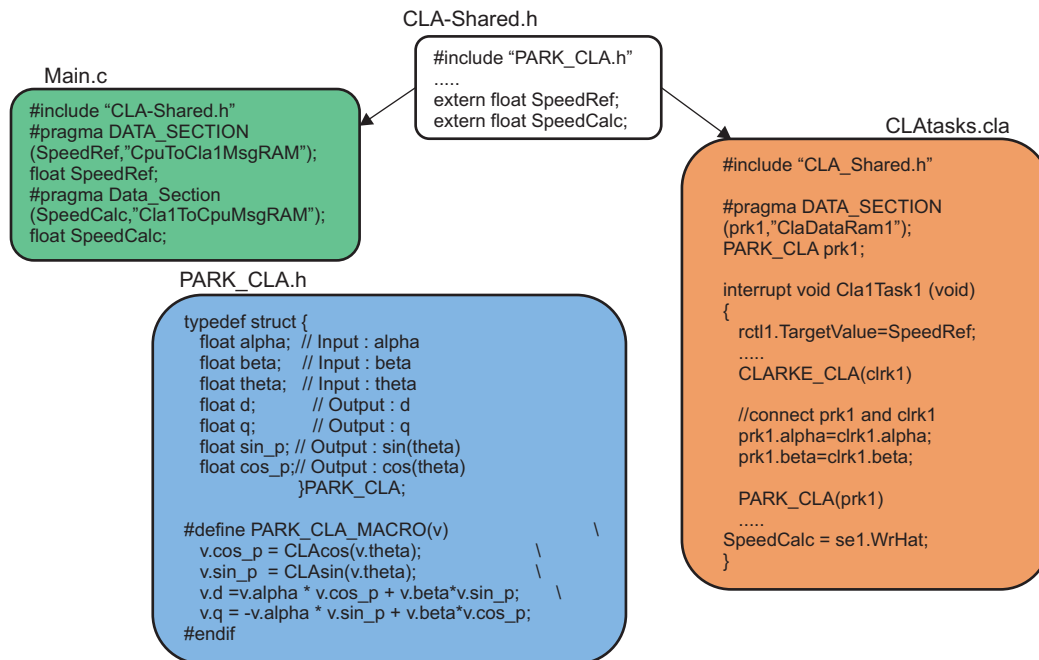 CLA-Shared.h
#include “PARK_CLA.h”
.....
extern float SpeedRef;
extern float SpeedCalc;
Main.c
#include “CLA-Shared.h”
#pragma DATA_SECTION
(SpeedRef,”CpuToCla1MsgRAM”);
float SpeedRef;
#pragma Data_Section
(SpeedCalc,”Cla1ToCpuMsgRAM”);
float SpeedCalc;
CLAtasks.cla
#include “CLA_Shared.h”
#pragma DATA_SECTION
(prk1,”ClaDataRam1”);
PARK_CLA prk1;
interrupt void Cla1Task1 (void)
{
rctl1.TargetValue=SpeedRef;
.....
CLARKE_CLA(clrk1)
//connect prk1 and clrk1
prk1.alpha=clrk1.alpha;
prk1.beta=clrk1.beta;
PARK_CLA(prk1)
.....
SpeedCalc = se1.WrHat;
}
PARK_CLA.h
typedef struct {
float alpha; // Input : alpha
float beta; // Input : beta
float theta; // Input : theta
float d; // Output : d
float q; // Output : q
float sin_p; // Output : sin(theta)
float cos_p;// Output : cos(theta)
}PARK_CLA;
#define PARK_CLA_MACRO(v) \
v.cos_p = CLAcos(v.theta); \
v.sin_p = CLAsin(v.theta); \
v.d =v.alpha * v.cos_p + v.beta*v.sin_p; \
v.q = -v.alpha * v.sin_p + v.beta*v.cos_p;
#endif